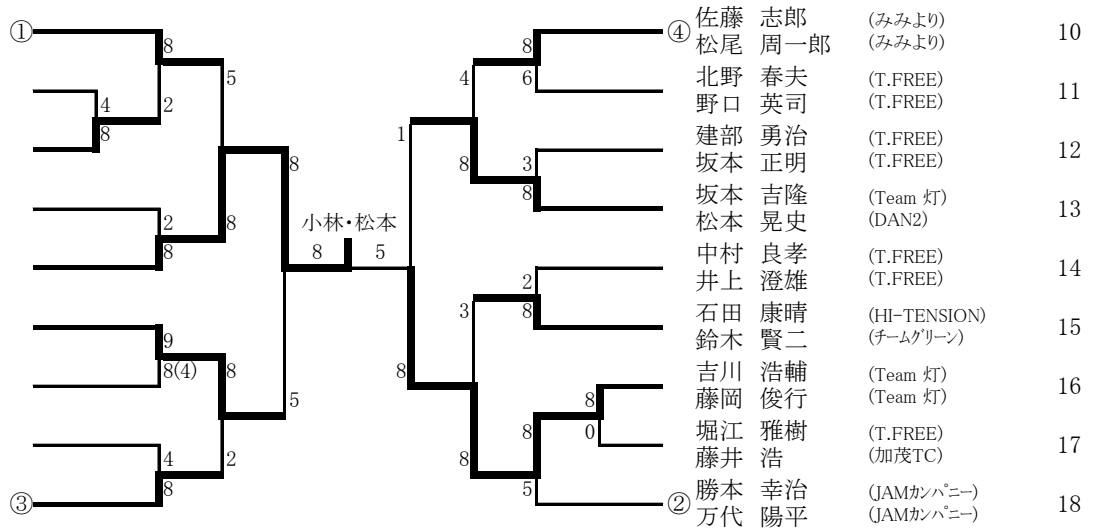 ①
8
5
2
4
8
8
2
8
8
9
8(4)
8
5
4
2
8
③
小林・松本
8 5
1
4
8
6
8
3
8
3
2
8
8
8
8
0
8
5
④ 佐藤 志郎 (みみより) 10
松尾 周一郎 (みみより)
北野 春夫 (T.FREE) 11
野口 英司 (T.FREE)
建部 勇治 (T.FREE) 12
坂本 正明 (T.FREE)
坂本 吉隆 (Team 灯) 13
松本 晃史 (DAN2)
中村 良孝 (T.FREE) 14
井上 澄雄 (T.FREE)
石田 康晴 (HI-TENSION) 15
鈴木 賢二 (チームグリーン)
吉川 浩輔 (Team 灯) 16
藤岡 俊行 (Team 灯)
堀江 雅樹 (T.FREE) 17
藤井 浩 (加茂TC)
② 勝本 幸治 (JAMカンパニー) 18
万代 陽平 (JAMカンパニー)